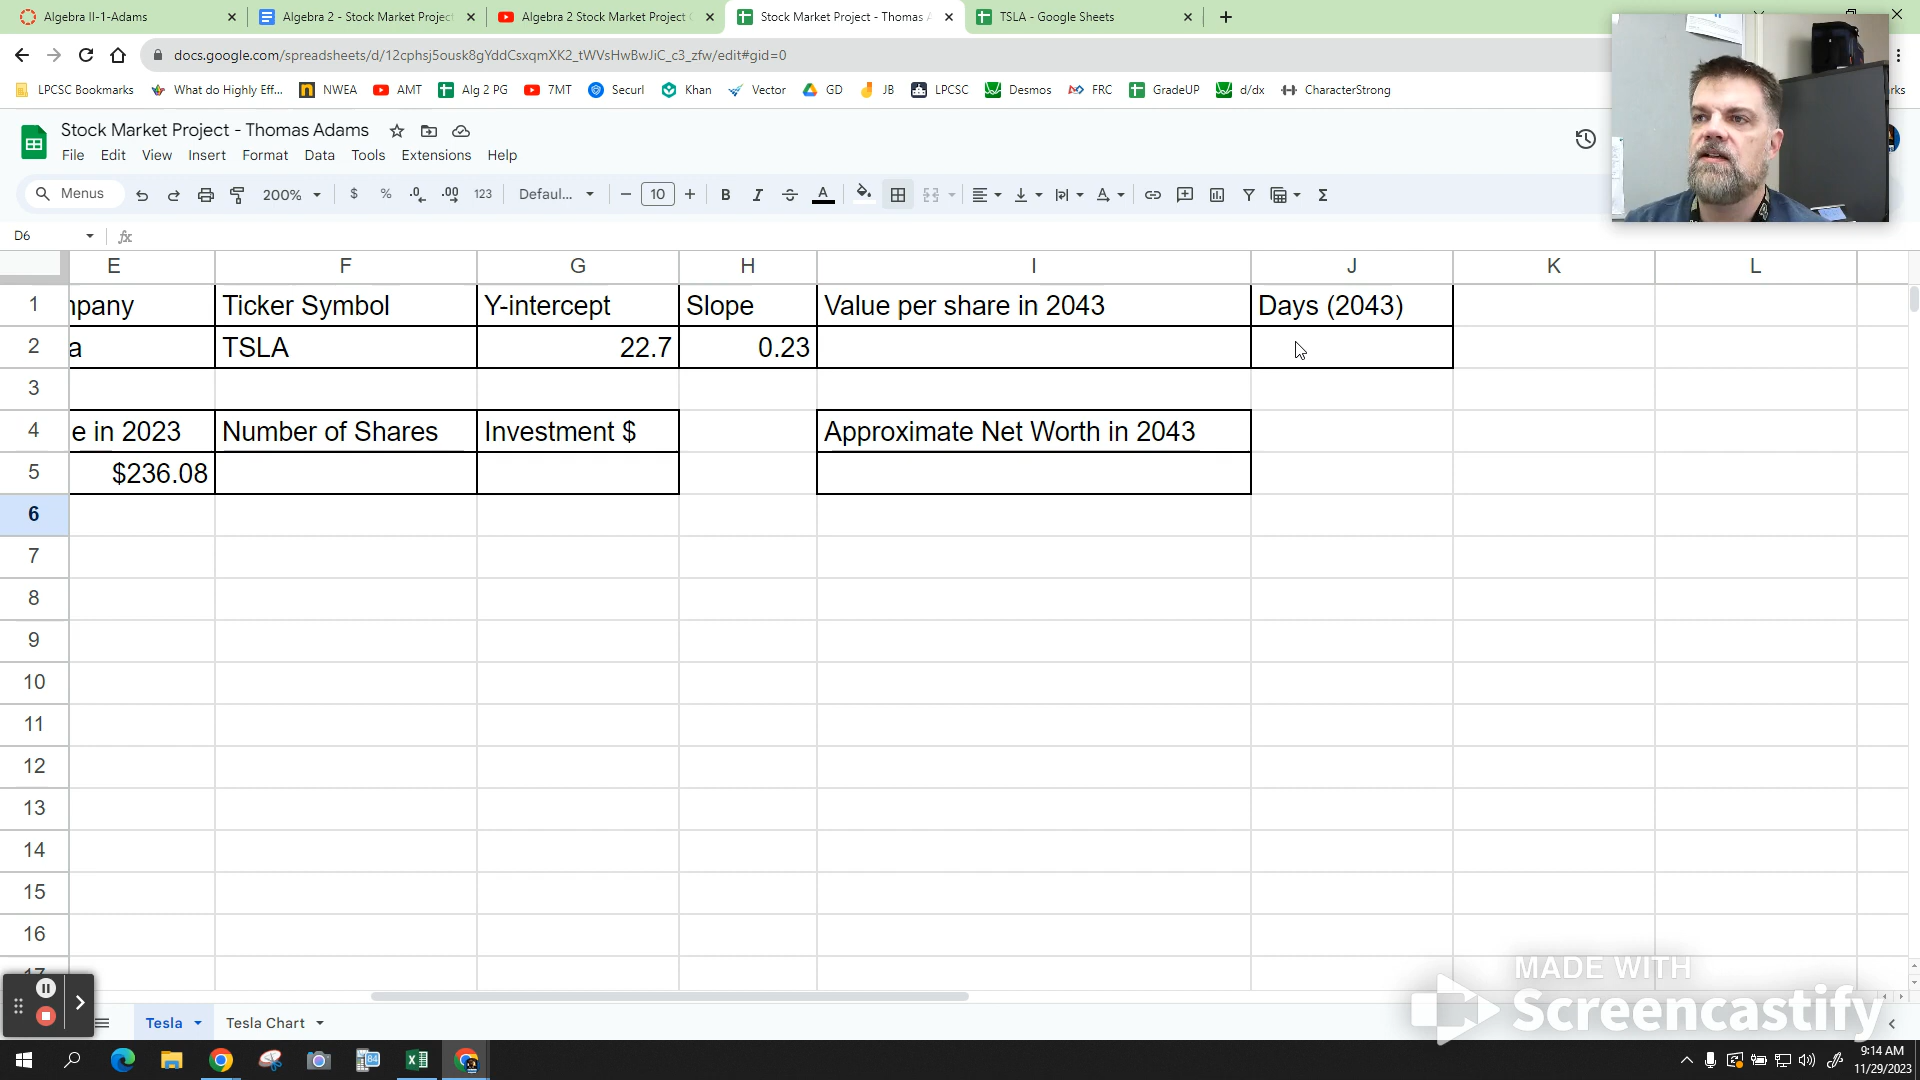 Algebra II-1-Adams
Algebra 2 - Stock Market Projec
Algebra 2 Stock Market Project
Stock Market Project - Thomas A
TSLA - Google Sheets
docs.google.com/spreadsheets/d/12cphsj5ousk8gYddCsxqmXK2_tWVsHwBwJiC_c3_zfw/edit#gid=0
LPCSC Bookmarks
What do Highly Eff...
NWEA
AMT
Alg 2 PG
7MT
Securl
Khan
Vector
GD
JB
LPCSC
Desmos
FRC
GradeUP
d/dx
CharacterStrong
rks
Stock Market Project - Thomas Adams
File Edit View Insert Format Data Tools Extensions Help
Menus 200% $ % .0 .00 123 Defaul... 10 B I A
D6 fx
E F G H I J K L
1 npany Ticker Symbol Y-intercept Slope Value per share in 2043 Days (2043)
2 a TSLA 22.7 0.23
3
4 e in 2023 Number of Shares Investment $ Approximate Net Worth in 2043
5 $236.08
6
7
8
9
10
11
12
13
14
15
16
17
MADE WITH
Screencastify
Tesla Tesla Chart
84
9:14 AM
11/29/2023